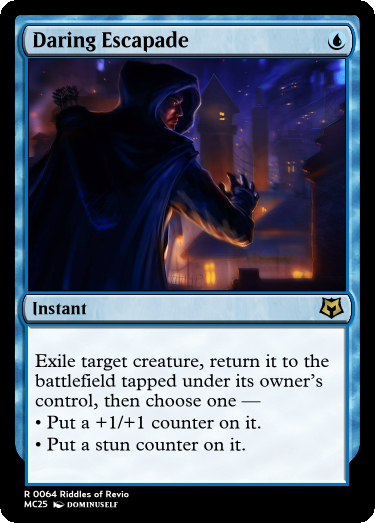 Daring Escapade
Instant
Exile target creature, return it to the
battlefield tapped under its owner's
control, then choose one —
• Put a +1/+1 counter on it.
• Put a stun counter on it.
R 0064 Riddles of Revio
MC25 DOMINUSELF